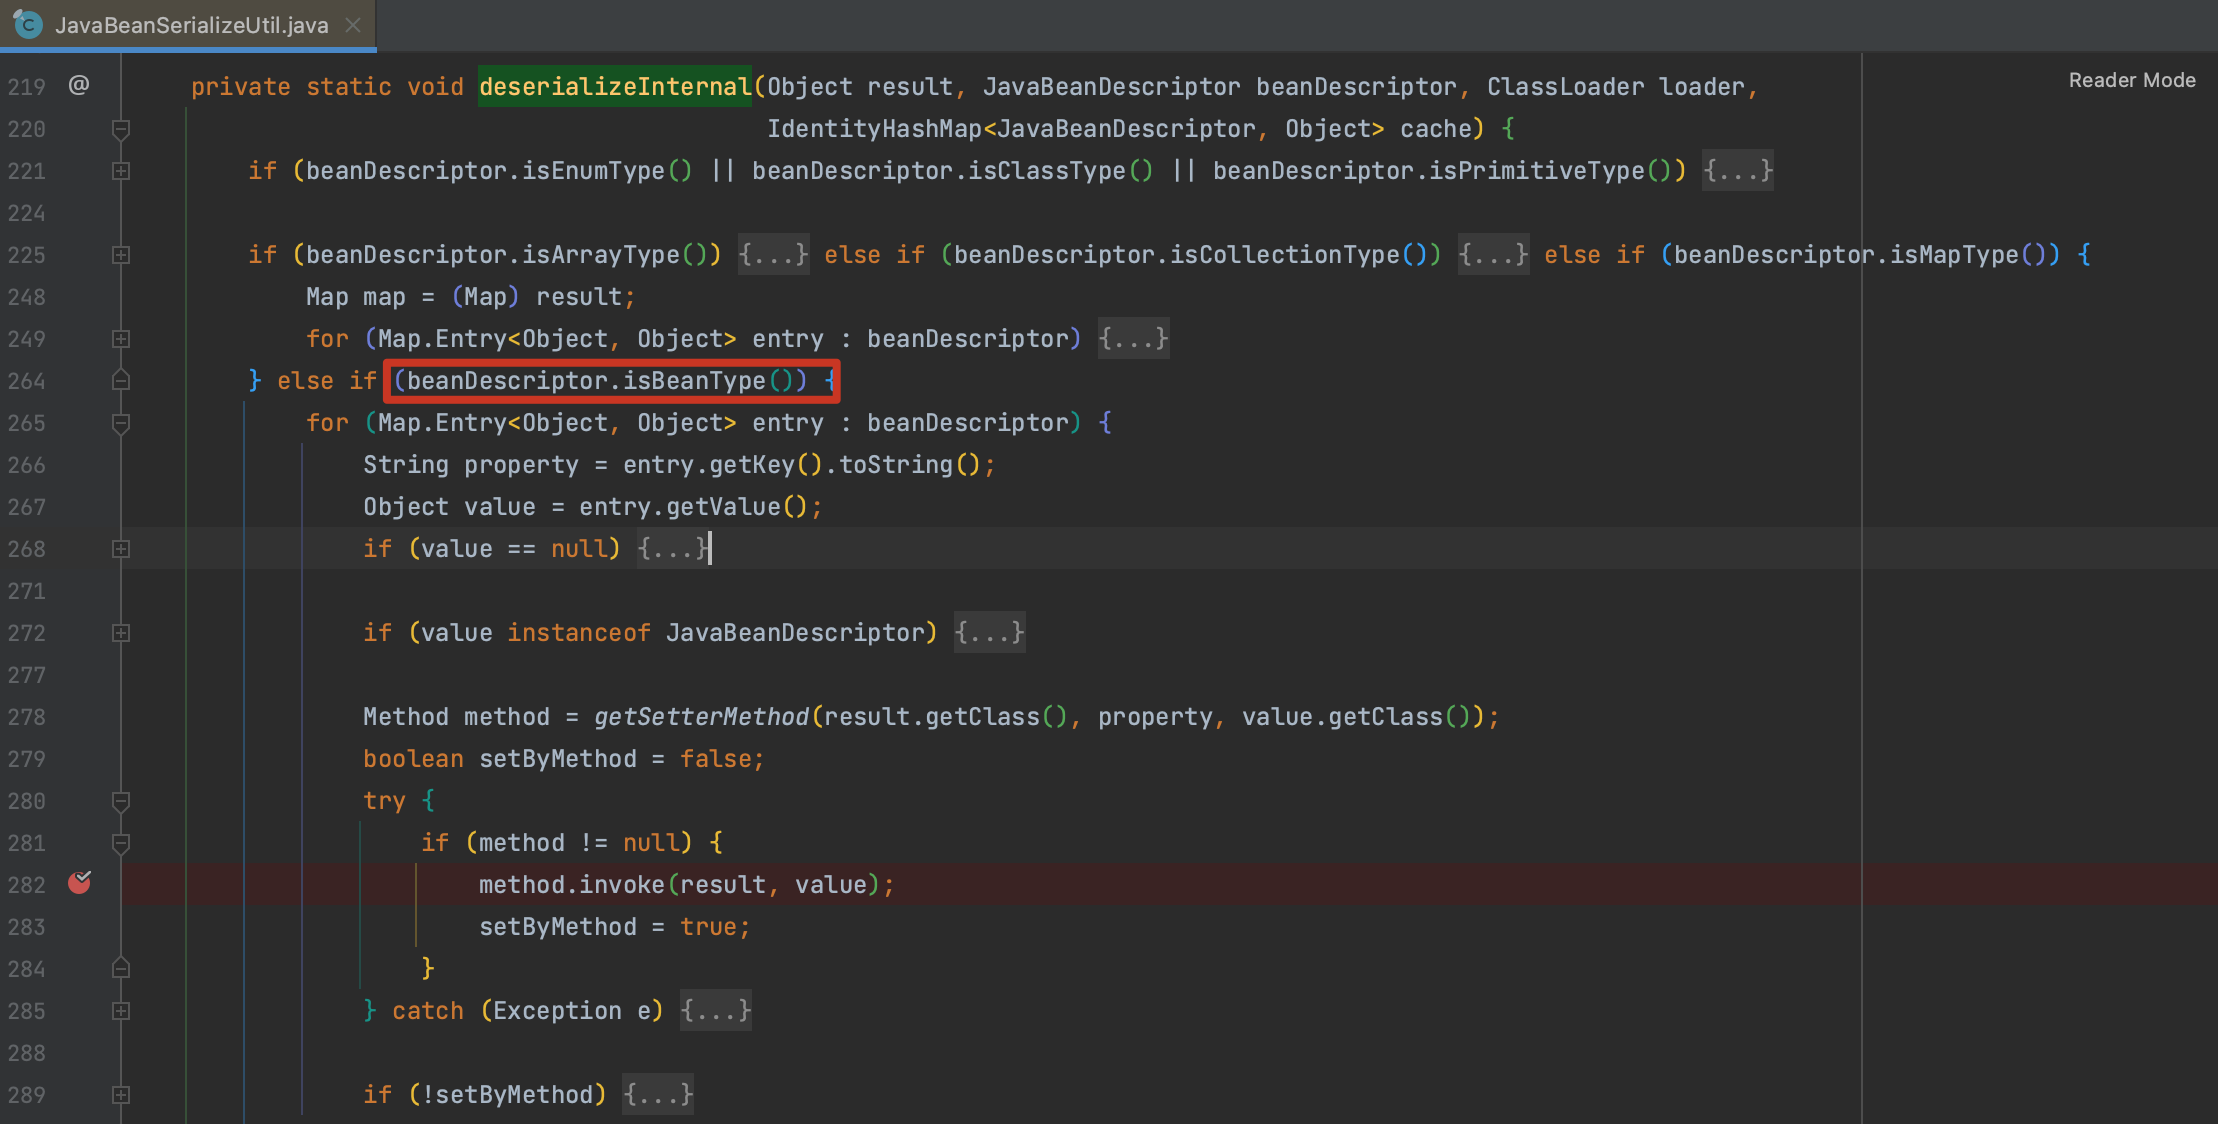 JavaBeanSerializeUtil.java
Reader Mode
219 @ private static void deserializeInternal(Object result, JavaBeanDescriptor beanDescriptor, ClassLoader loader,
220 IdentityHashMap<JavaBeanDescriptor, Object> cache) {
221 if (beanDescriptor.isEnumType() || beanDescriptor.isClassType() || beanDescriptor.isPrimitiveType()) {...}
224
225 if (beanDescriptor.isArrayType()) {...} else if (beanDescriptor.isCollectionType()) {...} else if (beanDescriptor.isMapType()) {
248 Map map = (Map) result;
249 for (Map.Entry<Object, Object> entry : beanDescriptor) {...}
264 } else if (beanDescriptor.isBeanType()) {
265 for (Map.Entry<Object, Object> entry : beanDescriptor) {
266 String property = entry.getKey().toString();
267 Object value = entry.getValue();
268 if (value == null) {...}
271
272 if (value instanceof JavaBeanDescriptor) {...}
277
278 Method method = getSetterMethod(result.getClass(), property, value.getClass());
279 boolean setByMethod = false;
280 try {
281 if (method != null) {
282 method.invoke(result, value);
283 setByMethod = true;
284 }
285 } catch (Exception e) {...}
288
289 if (!setByMethod) {...}